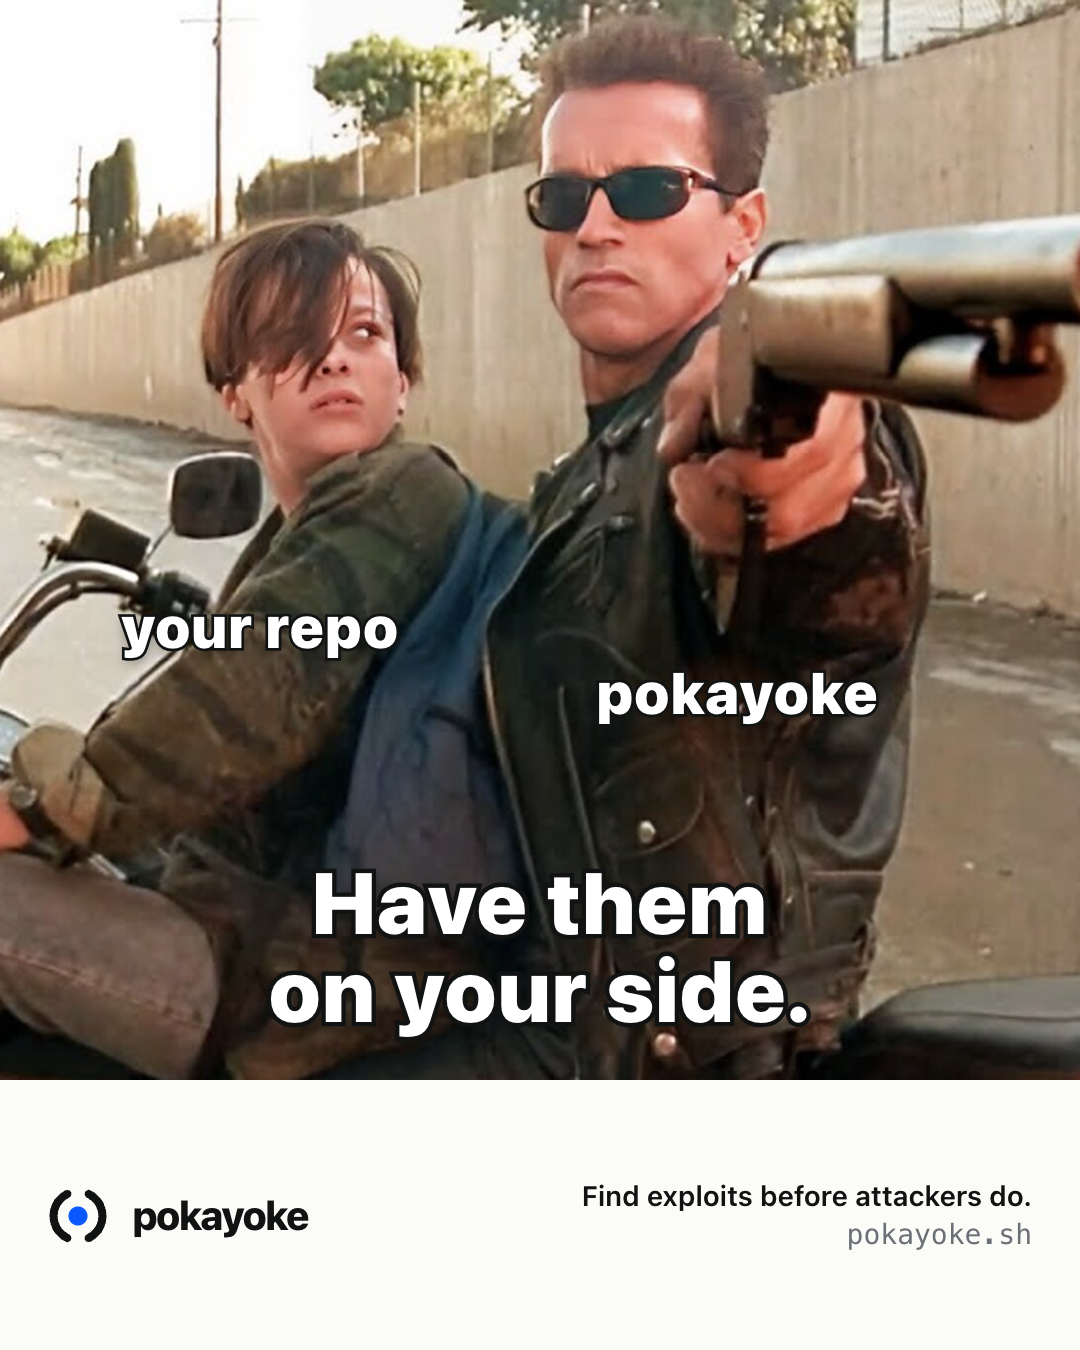 your repo
pokayoke
Have them
on your side.
pokayoke
Find exploits before attackers do.
pokayoke.sh